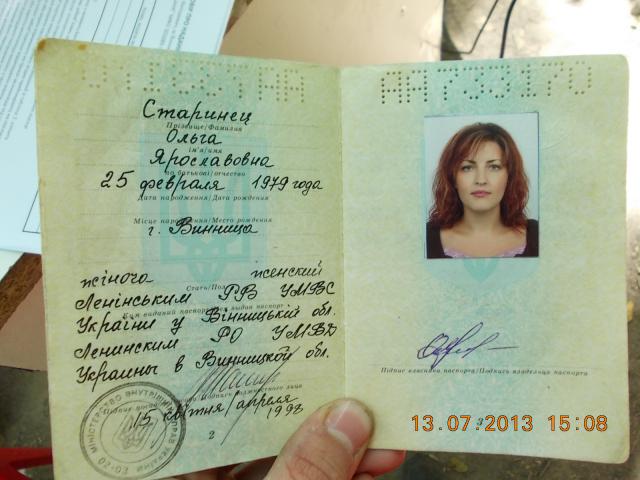 АА733170
Старинец
Прізвище/Фамилия
Ольга
ім'я/имя
Ярославовна
по батькові/отчество
25 февраля 1979 года
Дата народження/Дата рождения
Місце народження/Место рождения
г. Винница
жіноча женский
Стать/Пол
Ленінським РВ УМВС
Ким виданий паспорт/Кем выдан паспорт
України у Вінницькій обл.
Ленинским РО УМВД
Украины в Винницкой обл.
15 квітня/апреля
1998
МІНІСТЕРСТВО ВНУТРІШНІХ СПРАВ УКРАЇНИ
2
Підпис власника паспорта/Подпись владельца паспорта
13.07.2013 15:08